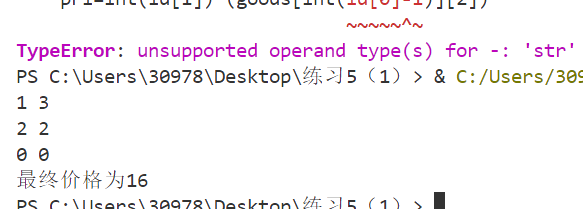 pri=int(id[1])*(goods[int(id[0]-1)][2])
~~~~~^~
TypeError: unsupported operand type(s) for -: 'str'
PS C:\Users\30978\Desktop\练习5（1）> & C:/Users/309
1 3
2 2
0 0
最终价格为16
PS C:\Users\30978\Desktop\练习5（1）>